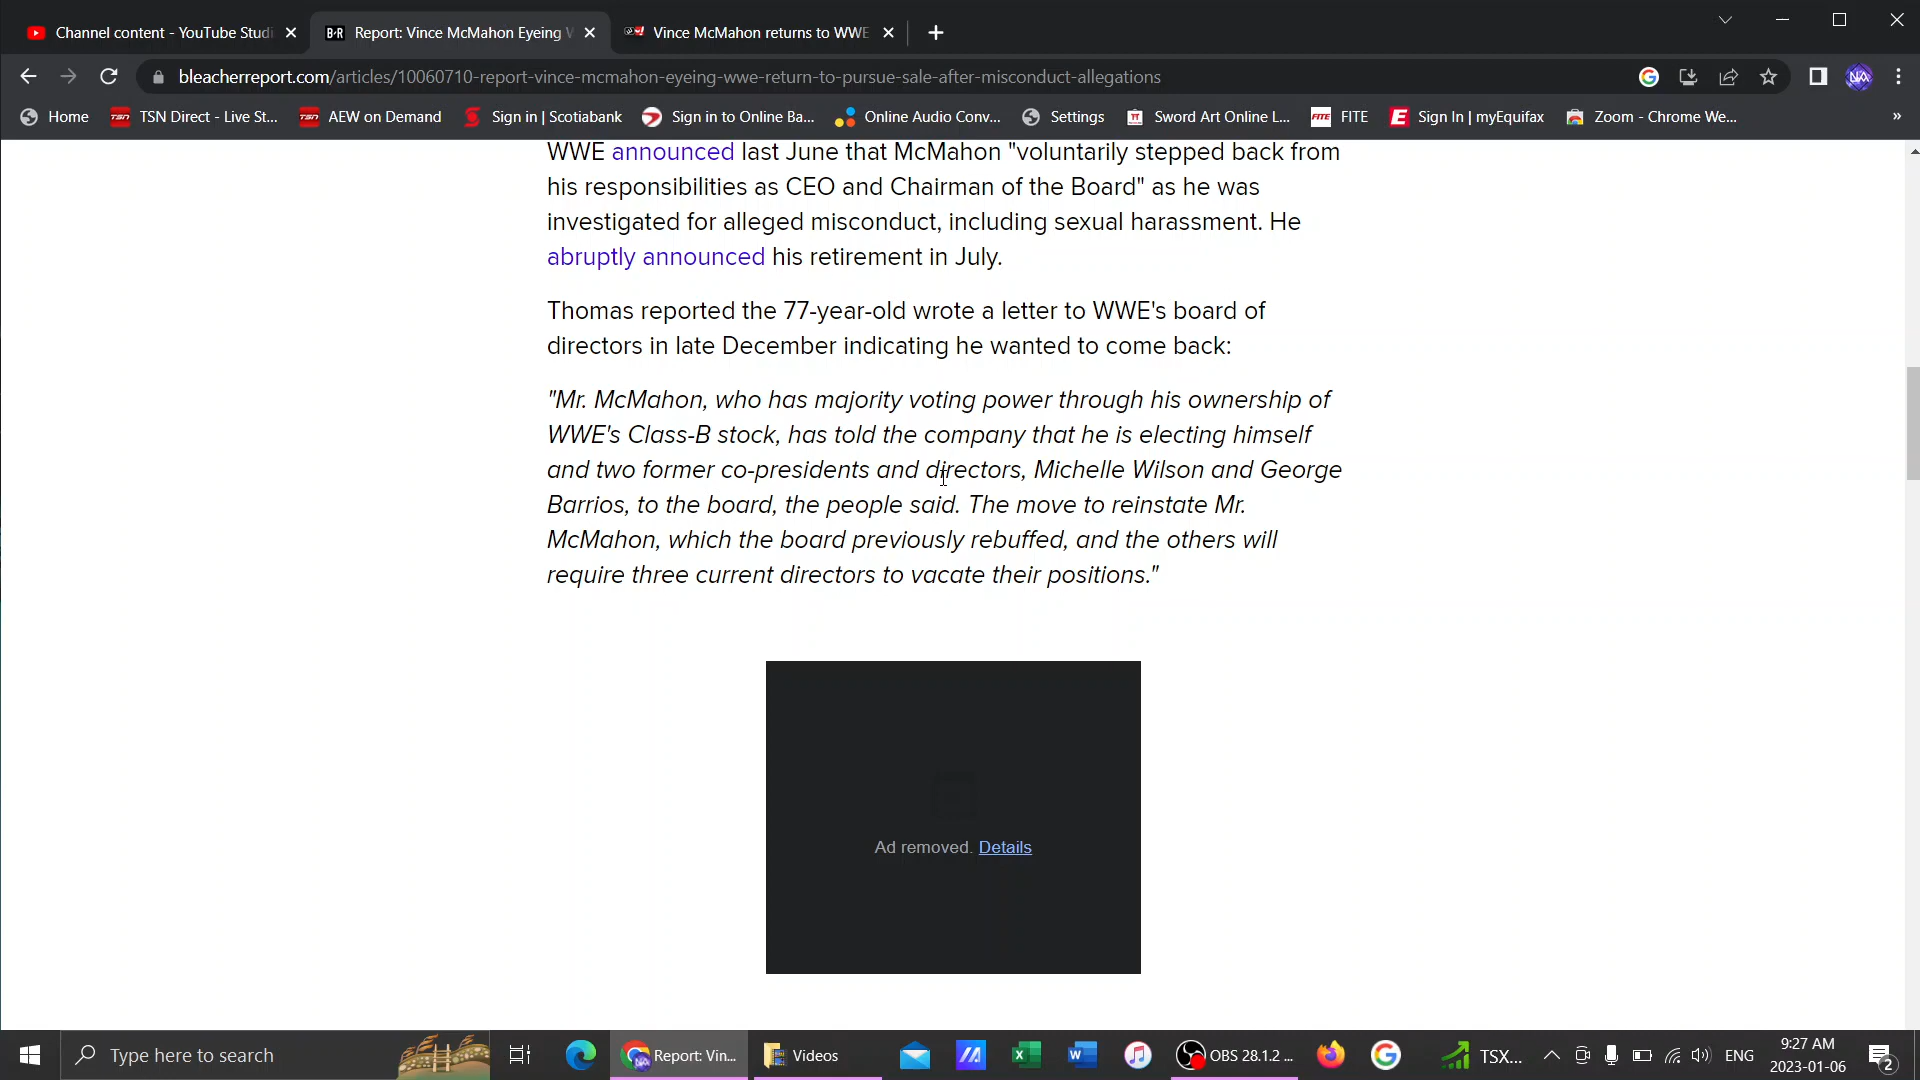 Channel content - YouTube Studi
Report: Vince McMahon Eyeing W
Vince McMahon returns to WWE
bleacherreport.com/articles/10060710-report-vince-mcmahon-eyeing-wwe-return-to-pursue-sale-after-misconduct-allegations
Home
TSN Direct - Live St...
AEW on Demand
Sign in | Scotiabank
Sign in to Online Ba...
Online Audio Conv...
Settings
Sword Art Online L...
FITE
Sign In | myEquifax
Zoom - Chrome We...
WWE announced last June that McMahon "voluntarily stepped back from
his responsibilities as CEO and Chairman of the Board" as he was
investigated for alleged misconduct, including sexual harassment. He
abruptly announced his retirement in July.
Thomas reported the 77-year-old wrote a letter to WWE's board of
directors in late December indicating he wanted to come back:
"Mr. McMahon, who has majority voting power through his ownership of
WWE's Class-B stock, has told the company that he is electing himself
and two former co-presidents and directors, Michelle Wilson and George
Barrios, to the board, the people said. The move to reinstate Mr.
McMahon, which the board previously rebuffed, and the others will
require three current directors to vacate their positions."
Ad removed. Details
Type here to search
Report: Vin...
Videos
OBS 28.1.2 ...
TSX...
ENG
9:27 AM
2023-01-06
2